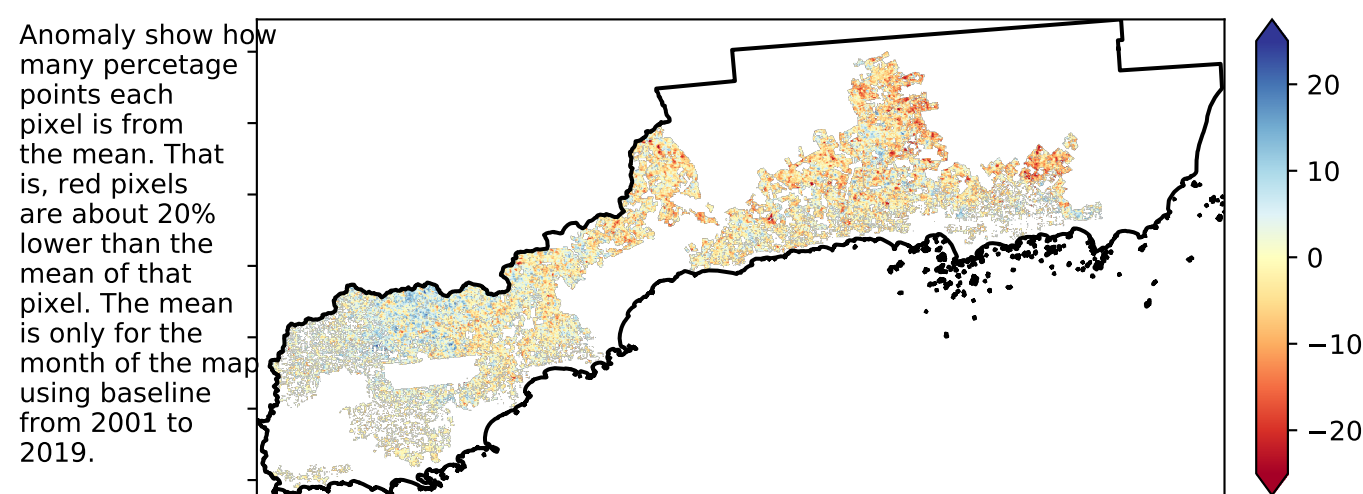 Anomaly show how
many percetage
points each
pixel is from
the mean. That
is, red pixels
are about 20%
lower than the
mean of that
pixel. The mean
is only for the
month of the map
using baseline
from 2001 to
2019.
20
10
0
−10
−20